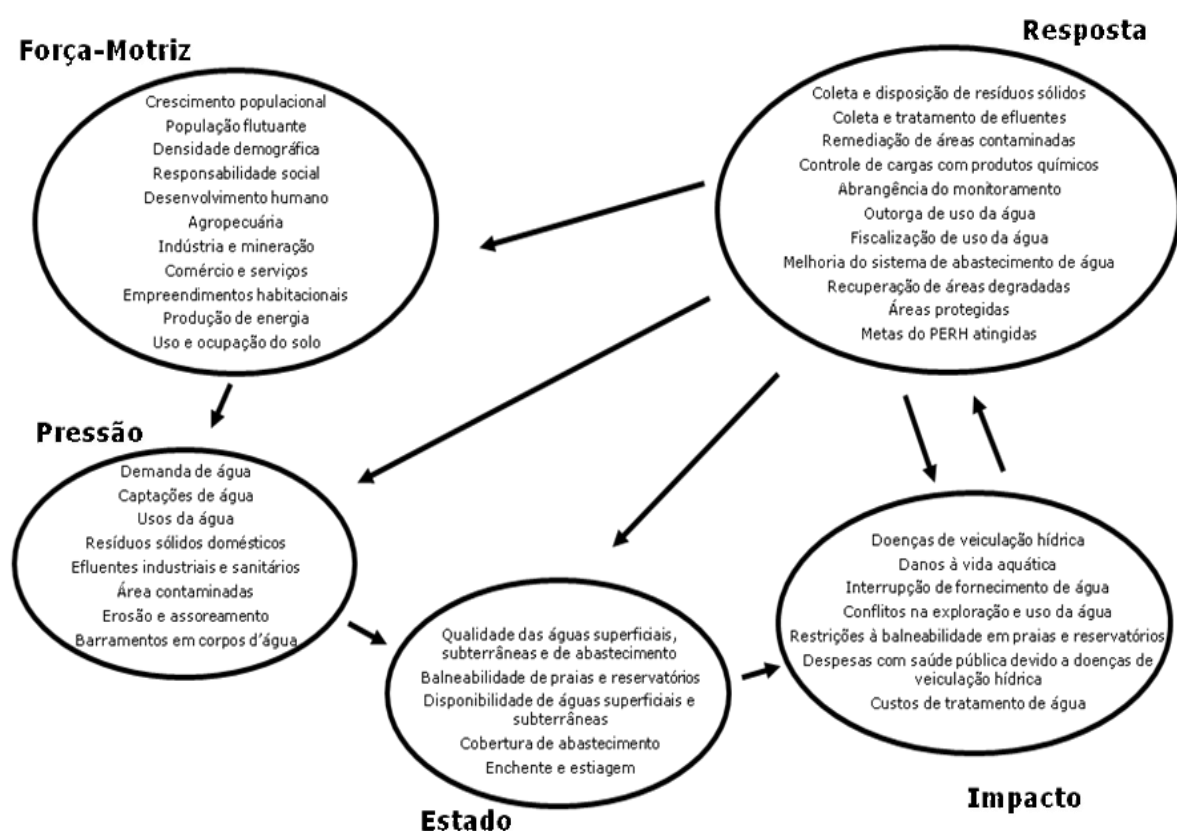 Força-Motriz
Crescimento populacional
População flutuante
Densidade demográfica
Responsabilidade social
Desenvolvimento humano
Agropecuária
Indústria e mineração
Comércio e serviços
Empreendimentos habitacionais
Produção de energia
Uso e ocupação do solo
Resposta
Coleta e disposição de resíduos sólidos
Coleta e tratamento de efluentes
Remediação de áreas contaminadas
Controle de cargas com produtos químicos
Abrangência do monitoramento
Outorga de uso da água
Fiscalização de uso da água
Melhoria do sistema de abastecimento de água
Recuperação de áreas degradadas
Áreas protegidas
Metas do PERH atingidas
Pressão
Demanda de água
Captações de água
Usos da água
Resíduos sólidos domésticos
Efluentes industriais e sanitários
Área contaminadas
Erosão e assoreamento
Barramentos em corpos d'água
Qualidade das águas superficiais,
subterrâneas e de abastecimento
Balneabilidade de praias e reservatórios
Disponibilidade de águas superficiais e
subterrâneas
Cobertura de abastecimento
Enchente e estiagem
Estado
Doenças de veiculação hídrica
Danos à vida aquática
Interrupção de fornecimento de água
Conflitos na exploração e uso da água
Restrições à balneabilidade em praias e reservatórios
Despesas com saúde pública devido a doenças de
veiculação hídrica
Custos de tratamento de água
Impacto